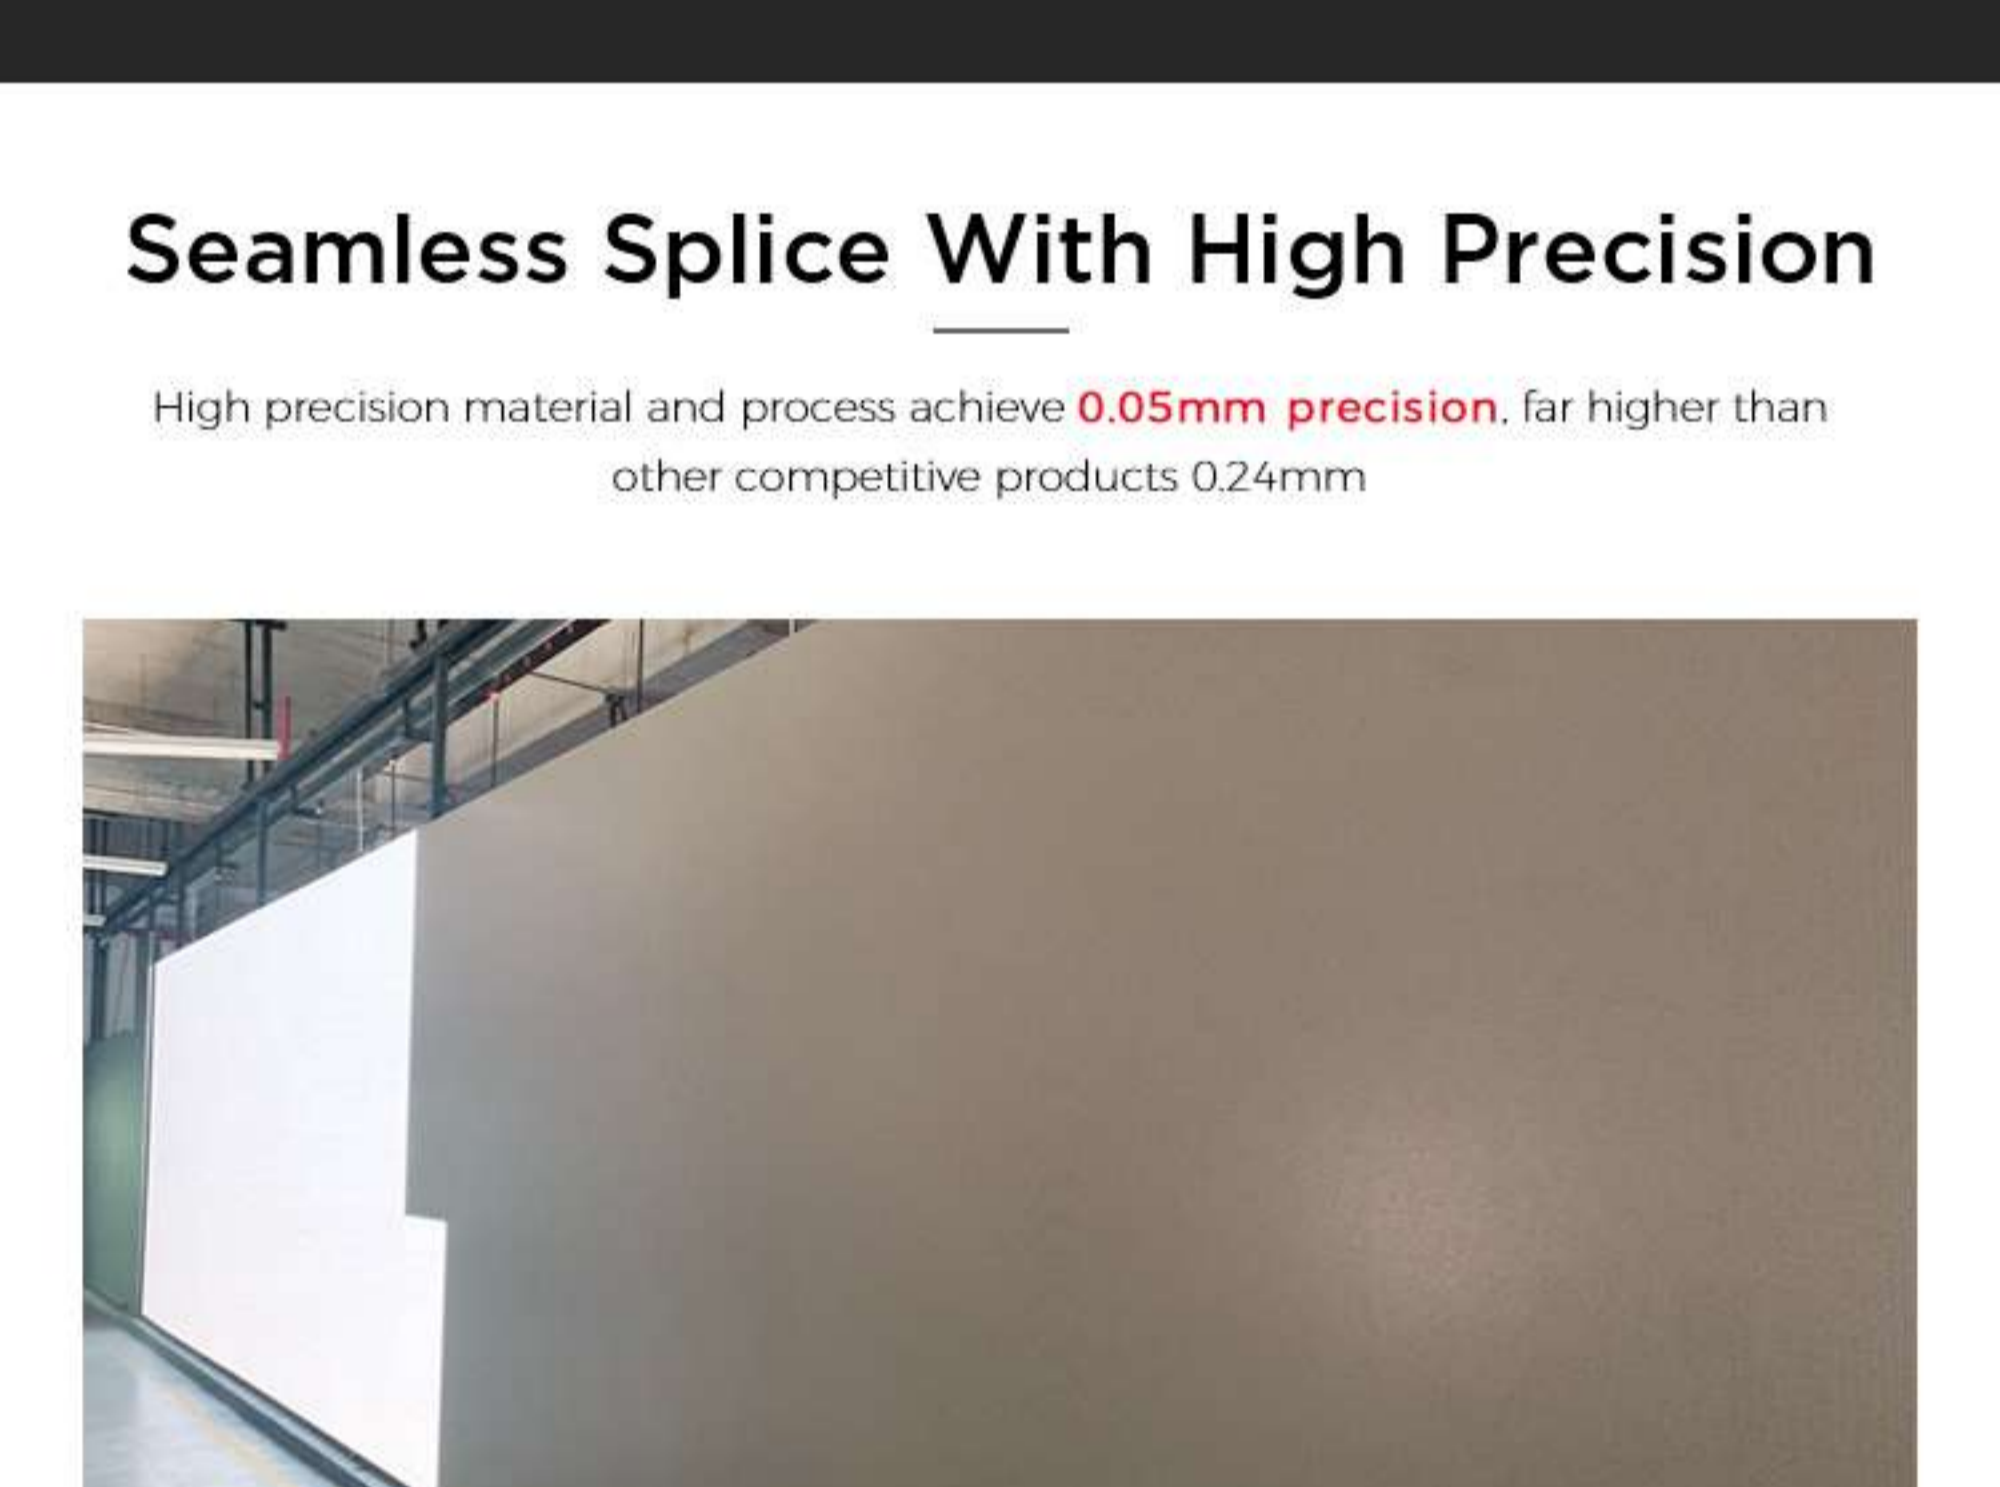 Seamless Splice With High Precision
High precision material and process achieve 0.05mm precision, far higher than
other competitive products 0.24mm